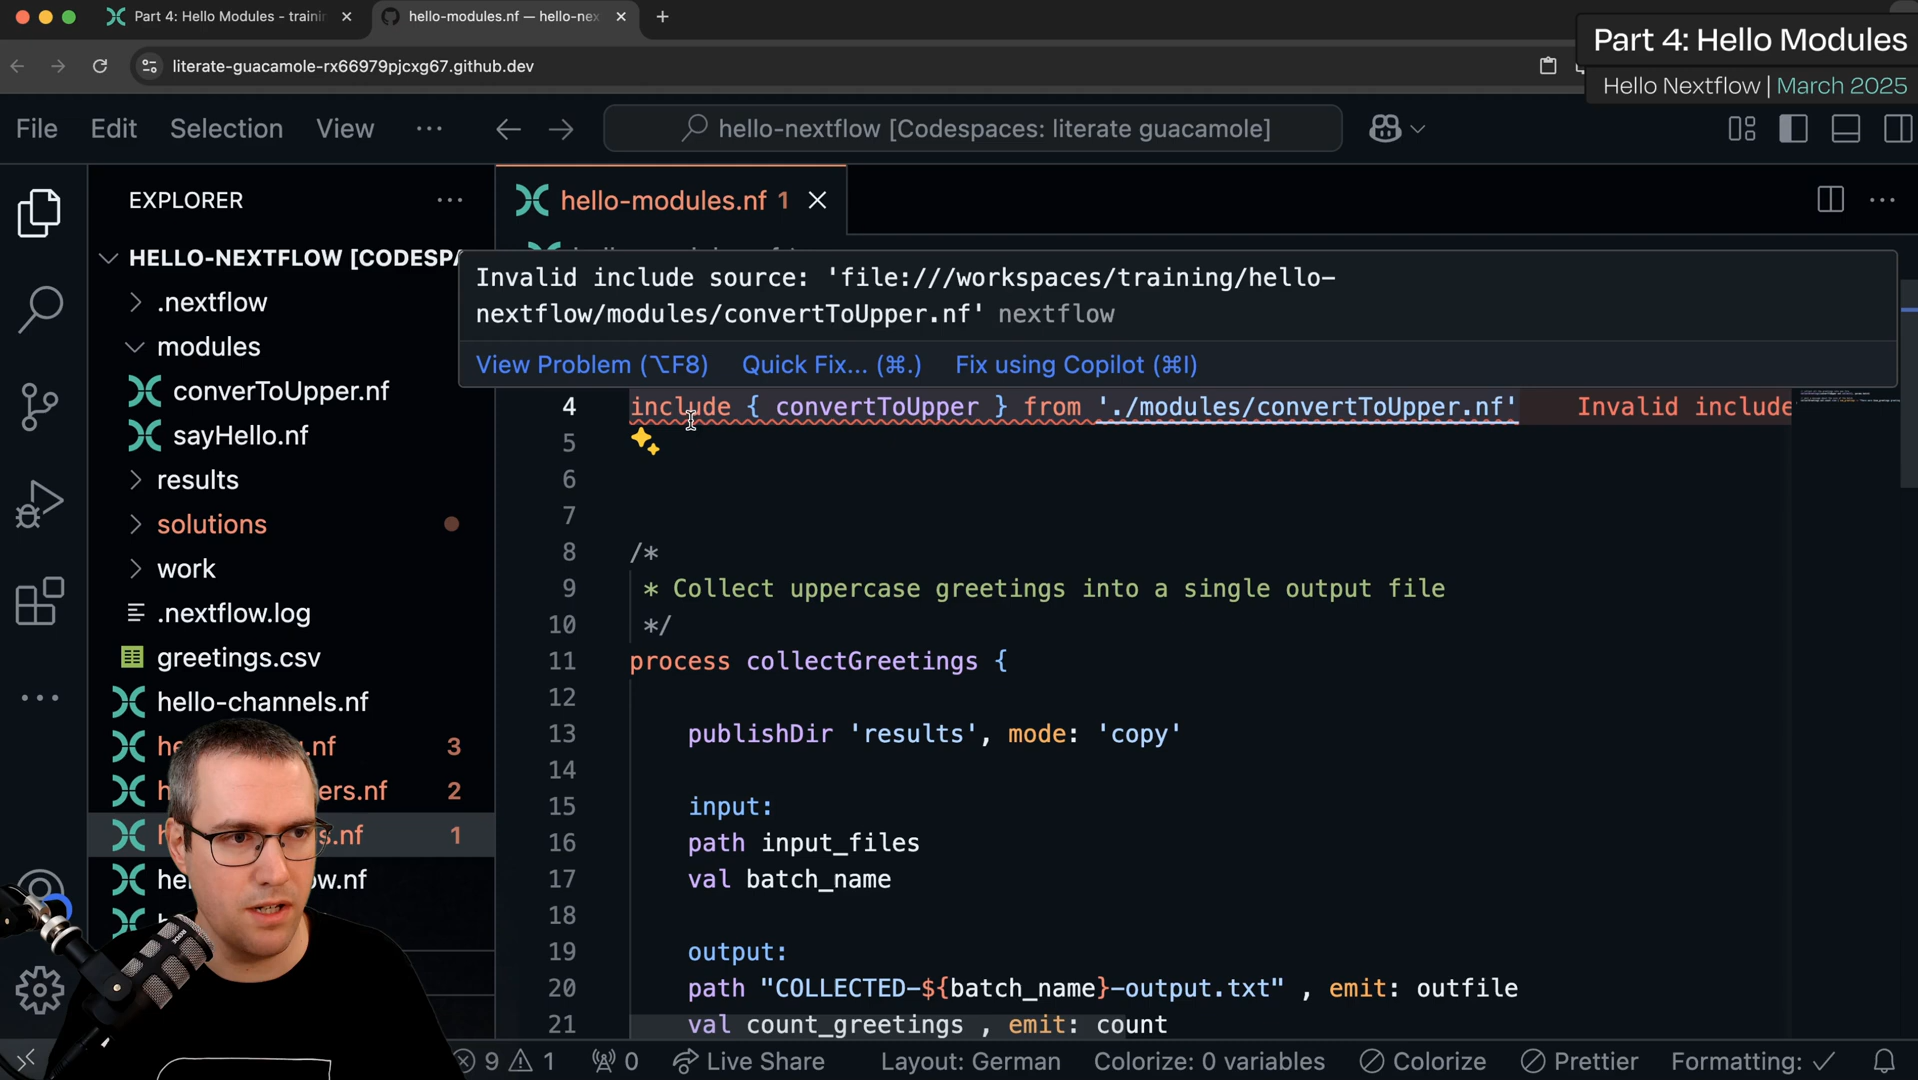 Part 4: Hello Modules - traini
hello-modules.nf — hello-nex
literate-guacamole-rx66979pjcxg67.github.dev
Part 4: Hello Modules
Hello Nextflow | March 2025
File Edit Selection View ...
hello-nextflow [Codespaces: literate guacamole]
EXPLORER
hello-modules.nf 1
HELLO-NEXTFLOW [CODESPA
.nextflow
modules
converToUpper.nf
sayHello.nf
results
solutions
work
.nextflow.log
greetings.csv
hello-channels.nf
.nf 3
ers.nf 2
s.nf 1
Invalid include source: 'file:///workspaces/training/hello-
nextflow/modules/convertToUpper.nf' nextflow
View Problem (⌥F8) Quick Fix... (⌘.) Fix using Copilot (⌘I)
4 include { convertToUpper } from './modules/convertToUpper.nf' Invalid include
5
6
7
8 /*
9 * Collect uppercase greetings into a single output file
10 */
11 process collectGreetings {
12
13 publishDir 'results', mode: 'copy'
14
15 input:
16 path input_files
17 val batch_name
18
19 output:
20 path "COLLECTED-${batch_name}-output.txt" , emit: outfile
21 val count_greetings , emit: count
RØDE
9 1 0 Live Share Layout: German Colorize: 0 variables Colorize Prettier Formatting: ✓